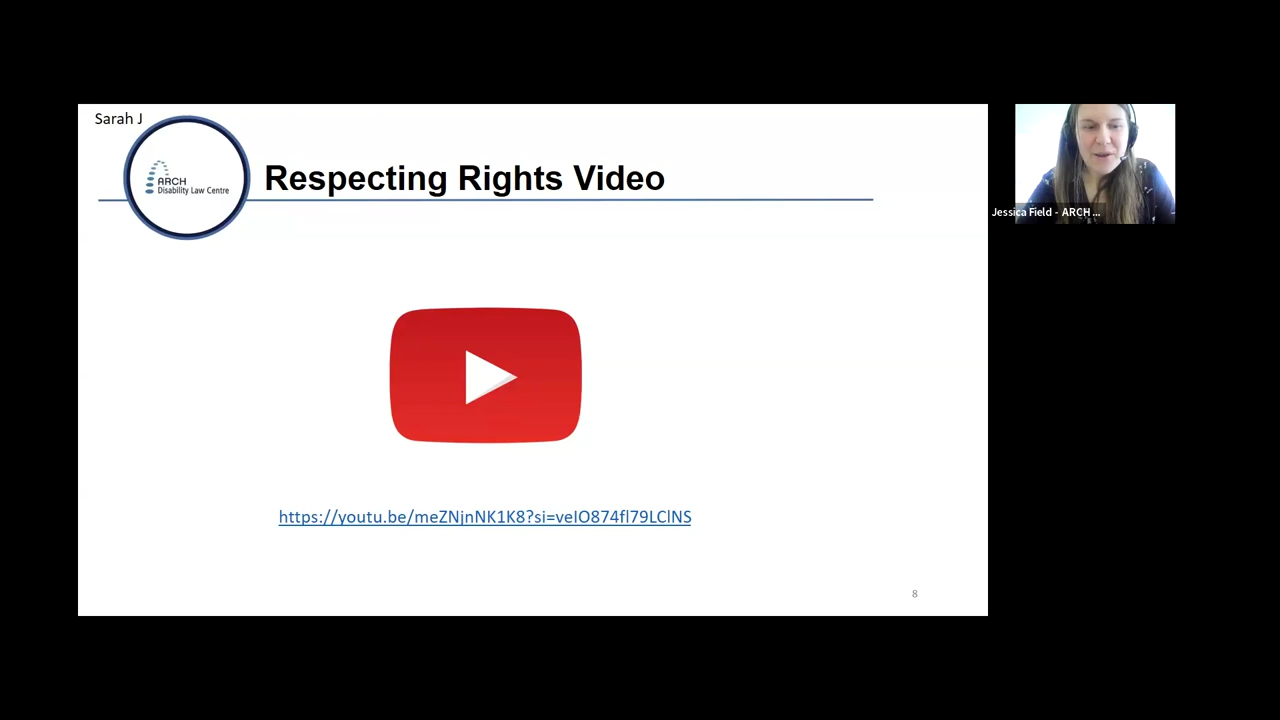 Sarah J
ARCH
Disability Law Centre
Respecting Rights Video
Jessica Field - ARCH ...
https://youtu.be/meZNjnNK1K8?si=veIO874fl79LClNS
8